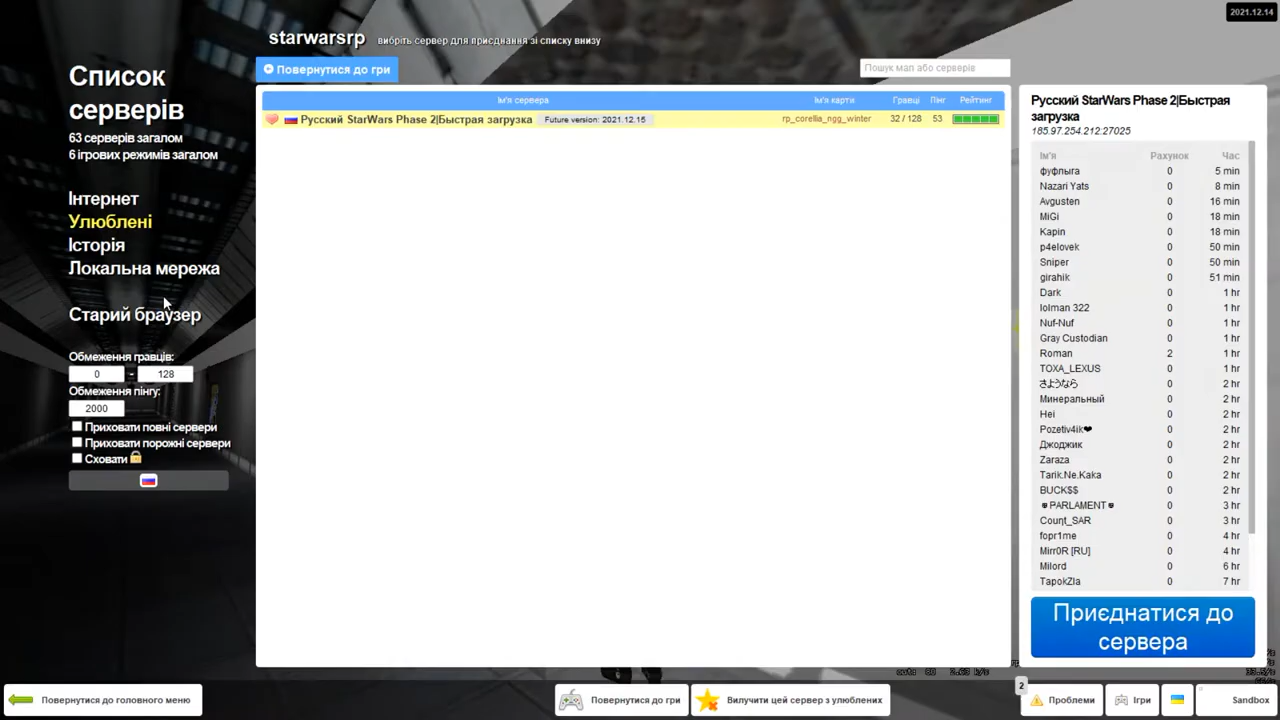 2021.12.14
starwarsrp вибріть сервер для приєднання зі списку внизу
Повернутися до гри
Пошук мап або серверів
Список
серверів
63 серверів загалом
6 ігрових режимів загалом
Інтернет
Улюблені
Історія
Локальна мережа
Старий браузер
Обмеження гравців:
0 - 128
Обмеження пінгу:
2000
Приховати повні сервери
Приховати порожні сервери
Сховати
Ім'я сервера Ім'я карти Гравці Пінг Рейтинг
Русский StarWars Phase 2|Быстрая загрузка Future version: 2021.12.15 rp_corellia_ngg_winter 32 / 128 53
Русский StarWars Phase 2|Быстрая
загрузка
185.97.254.212:27025
Ім'я Рахунок Час
фуфлыга 0 5 min
Nazari Yats 0 8 min
Avgusten 0 16 min
MiGi 0 18 min
Kapin 0 18 min
p4elovek 0 50 min
Sniper 0 50 min
girahik 0 51 min
Dark 0 1 hr
lolman 322 0 1 hr
Nuf-Nuf 0 1 hr
Gray Custodian 0 1 hr
Roman 2 1 hr
TOXA_LEXUS 0 1 hr
さようなら 0 2 hr
Минеральный 0 2 hr
Hei 0 2 hr
Pozetiv4ik❤ 0 2 hr
Джоджик 0 2 hr
Zaraza 0 2 hr
Tarik.Ne.Kaka 0 2 hr
BUCK$$ 0 2 hr
PARLAMENT 0 3 hr
Count_SAR 0 3 hr
fopr1me 0 4 hr
Mirr0R [RU] 0 4 hr
Milord 0 6 hr
TapokZla 0 7 hr
Приєднатися до
сервера
Повернутися до головного меню
Повернутися до гри
Вилучити цей сервер з улюблених
2
Проблеми
Ігри
Sandbox